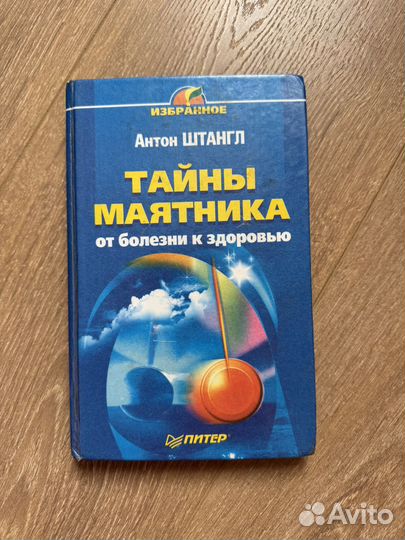 ИЗБРАННОЕ
Антон ШТАНГЛ
ТАЙНЫ
МАЯТНИКА
от болезни к здоровью
ПИТЕР
Avito